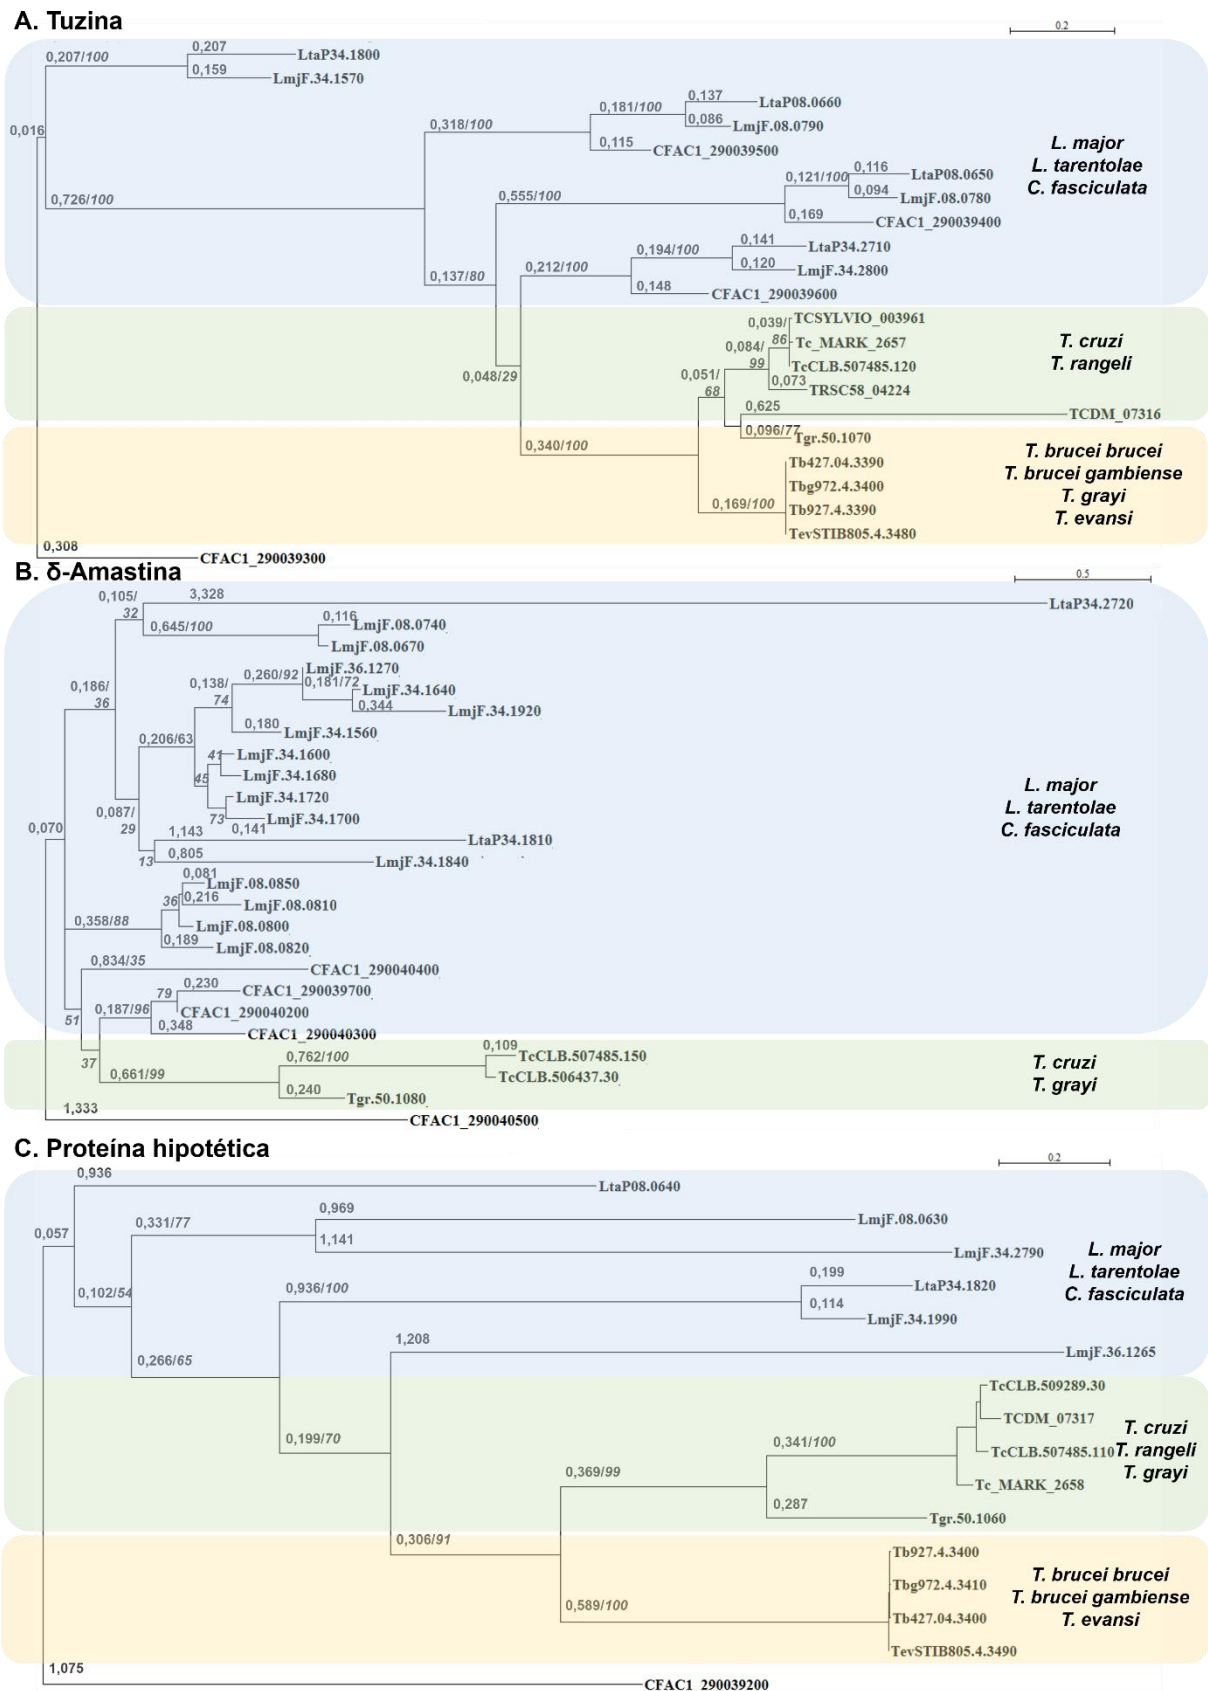 A. Tuzina
0.2
0,207/100
0,207
LtaP34.1800
0,159
LmjF.34.1570
0,016
0,726/100
0,318/100
0,181/100
0,137
LtaP08.0660
0,086
LmjF.08.0790
0,115
CFAC1_290039500
0,137/80
0,555/100
0,121/100
0,116
LtaP08.0650
0,094
LmjF.08.0780
0,169
CFAC1_290039400
0,212/100
0,194/100
0,141
LtaP34.2710
0,120
LmjF.34.2800
0,148
CFAC1_290039600
L. major
L. tarentolae
C. fasciculata
0,048/29
0,340/100
0,051/
68
0,084/
99
0,039/
86
TCSYLVIO_003961
Tc_MARK_2657
TcCLB.507485.120
0,073
TRSC58_04224
0,625
TCDM_07316
T. cruzi
T. rangeli
0,096/77
Tgr.50.1070
0,169/100
Tb427.04.3390
Tbg972.4.3400
Tb927.4.3390
TevSTIB805.4.3480
T. brucei brucei
T. brucei gambiense
T. grayi
T. evansi
0,308
CFAC1_290039300
B. δ-Amastina
0.5
0,105/
32
3,328
LtaP34.2720
0,645/100
0,116
LmjF.08.0740
LmjF.08.0670
0,186/
36
0,206/63
0,138/
74
0,260/92
LmjF.36.1270
0,181/72
LmjF.34.1640
0,344
LmjF.34.1920
0,180
LmjF.34.1560
41
LmjF.34.1600
45
LmjF.34.1680
LmjF.34.1720
73
LmjF.34.1700
0,141
0,087/
29
1,143
LtaP34.1810
13
0,805
LmjF.34.1840
0,070
0,358/88
0,081
LmjF.08.0850
36
0,216
LmjF.08.0810
LmjF.08.0800
0,189
LmjF.08.0820
0,834/35
CFAC1_290040400
51
0,187/96
79
0,230
CFAC1_290039700
CFAC1_290040200
0,348
CFAC1_290040300
L. major
L. tarentolae
C. fasciculata
37
0,661/99
0,762/100
0,109
TcCLB.507485.150
TcCLB.506437.30
0,240
Tgr.50.1080
T. cruzi
T. grayi
1,333
CFAC1_290040500
C. Proteína hipotética
0.2
0,936
LtaP08.0640
0,057
0,331/77
0,969
LmjF.08.0630
1,141
LmjF.34.2790
0,102/54
0,936/100
0,199
LtaP34.1820
0,114
LmjF.34.1990
0,266/65
1,208
LmjF.36.1265
L. major
L. tarentolae
C. fasciculata
0,199/70
0,369/99
0,341/100
TcCLB.509289.30
TCDM_07317
TcCLB.507485.110
Tc_MARK_2658
0,287
Tgr.50.1060
T. cruzi
T. rangeli
T. grayi
0,306/91
0,589/100
Tb927.4.3400
Tbg972.4.3410
Tb427.04.3400
TevSTIB805.4.3490
T. brucei brucei
T. brucei gambiense
T. evansi
1,075
CFAC1_290039200